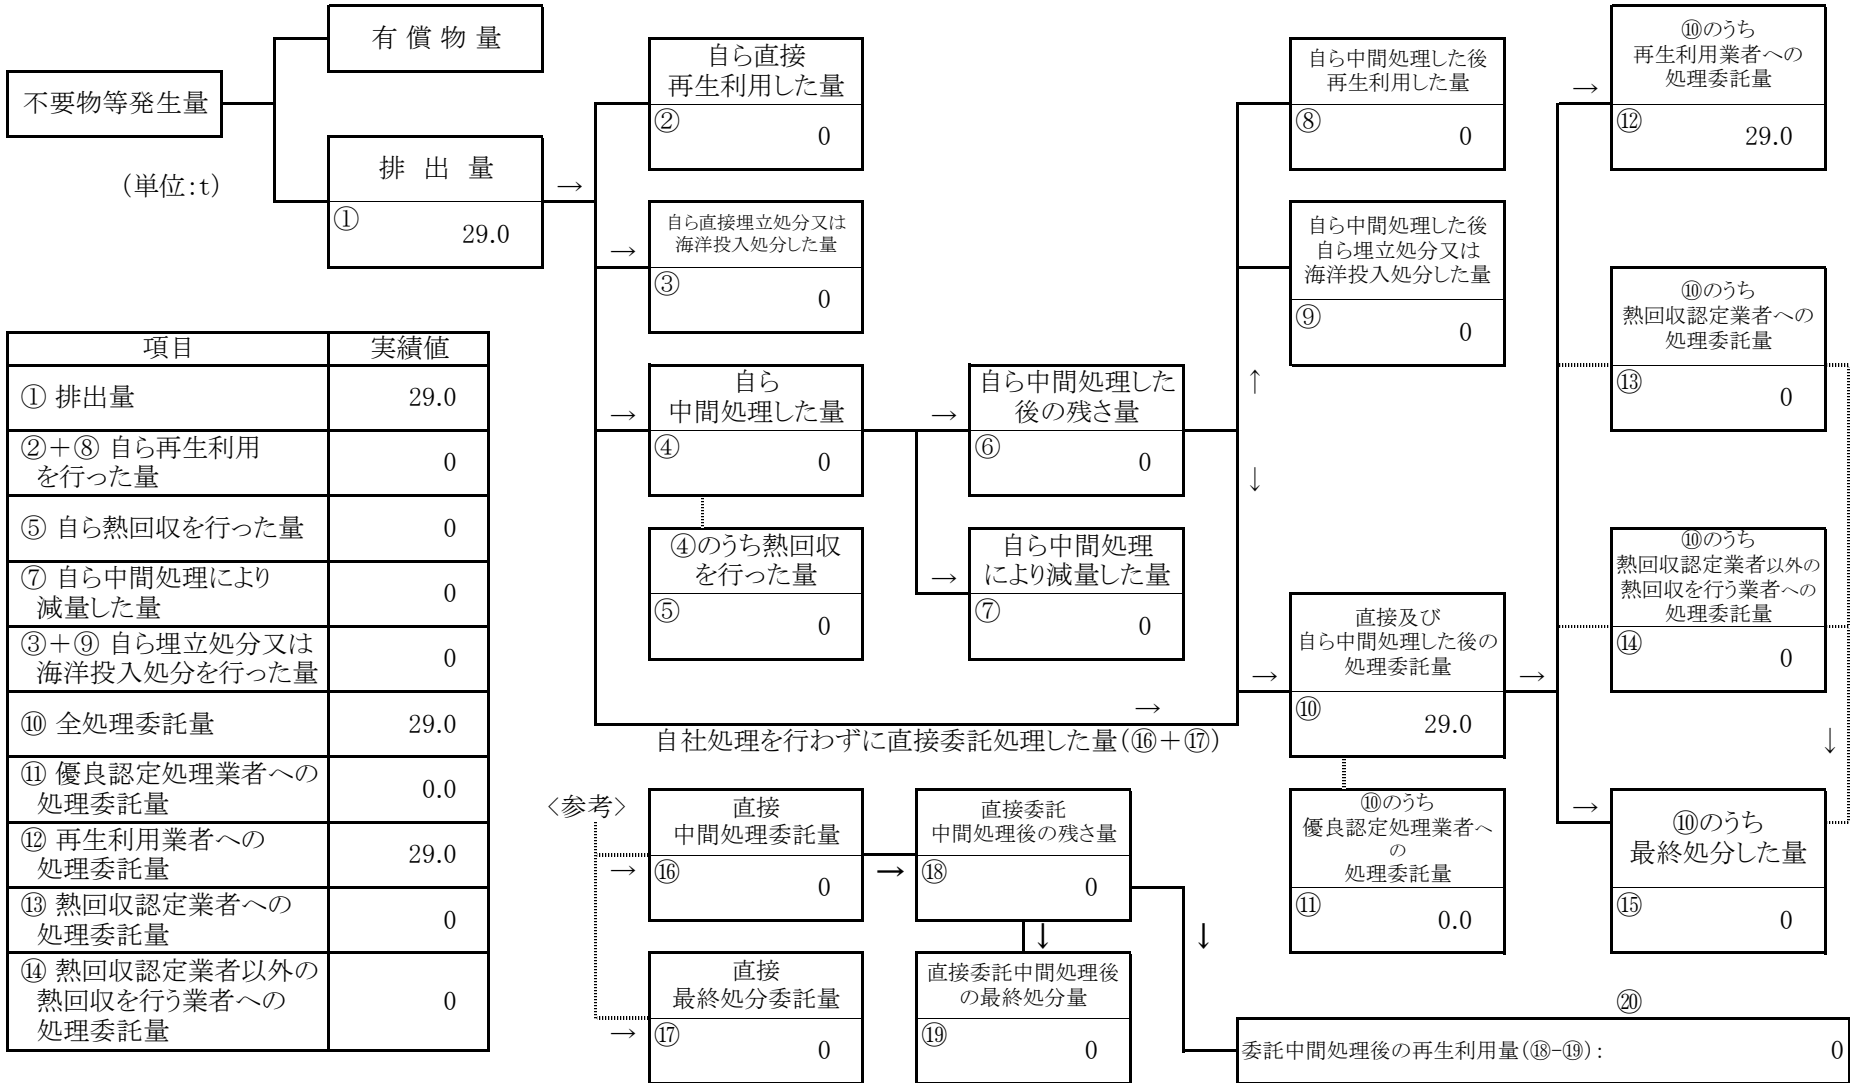 有 償 物 量
不要物等発生量
(単位:t)
排 出 量
①
29.0
→
自ら直接
再生利用した量
②
0
→
自ら直接埋立処分又は
海洋投入処分した量
③
0
→
自ら
中間処理した量
④
0
④のうち熱回収
を行った量
⑤
0
→
自ら中間処理した
後の残さ量
⑥
0
→
自ら中間処理
により減量した量
⑦
0
自ら中間処理した後
再生利用した量
⑧
0
自ら中間処理した後
自ら埋立処分又は
海洋投入処分した量
⑨
0
↑
↓
→
自社処理を行わずに直接委託処理した量(⑯+⑰)
→
直接及び
自ら中間処理した後の
処理委託量
⑩
29.0
→
⑩のうち
優良認定処理業者へ
の
処理委託量
⑪
0.0
→
⑩のうち
再生利用業者への
処理委託量
⑫
29.0
⑩のうち
熱回収認定業者への
処理委託量
⑬
0
⑩のうち
熱回収認定業者以外の
熱回収を行う業者への
処理委託量
⑭
0
↓
→
⑩のうち
最終処分した量
⑮
0
項目 実績値
① 排出量 29.0
②+⑧ 自ら再生利用
を行った量 0
⑤ 自ら熱回収を行った量 0
⑦ 自ら中間処理により
減量した量 0
③+⑨ 自ら埋立処分又は
海洋投入処分を行った量 0
⑩ 全処理委託量 29.0
⑪ 優良認定処理業者への
処理委託量 0.0
⑫ 再生利用業者への
処理委託量 29.0
⑬ 熱回収認定業者への
処理委託量 0
⑭ 熱回収認定業者以外の
熱回収を行う業者への
処理委託量 0
〈参考〉
→
直接
中間処理委託量
⑯
0
→
直接委託
中間処理後の残さ量
⑱
0
↓
↓
→
直接
最終処分委託量
⑰
0
直接委託中間処理後
の最終処分量
⑲
0
⑳
委託中間処理後の再生利用量(⑱-⑲): 0